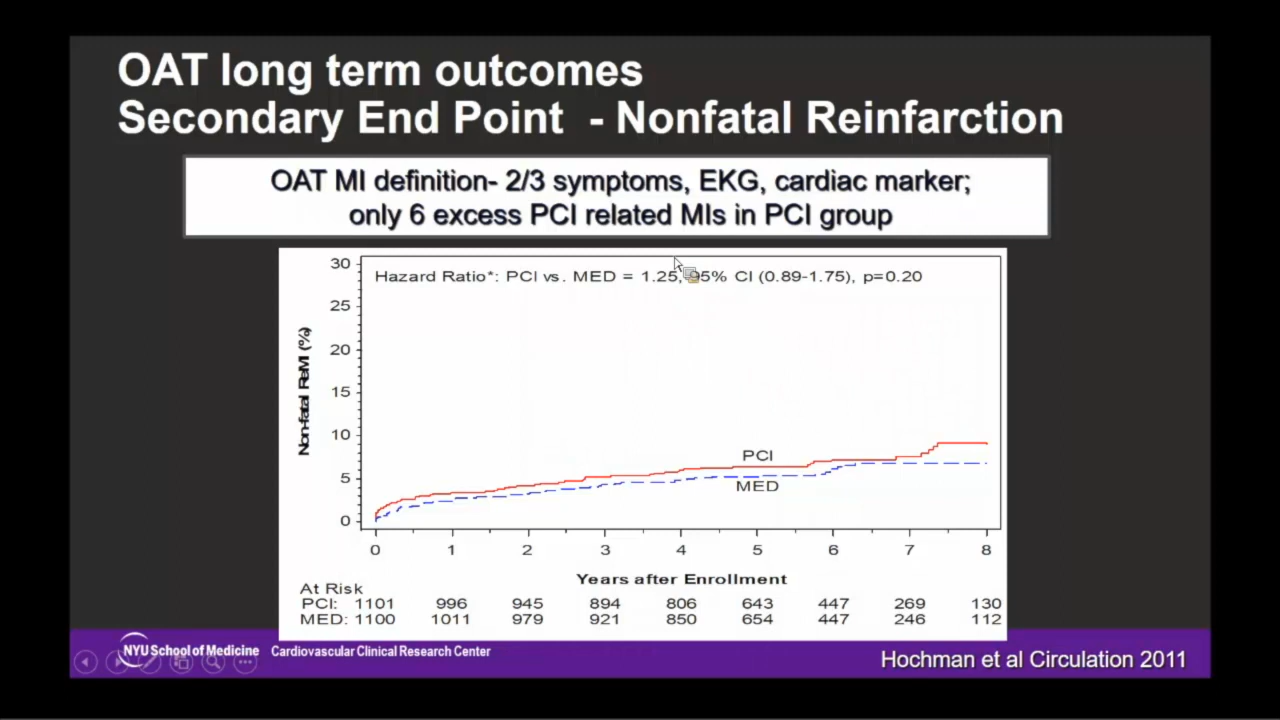 OAT long term outcomes
Secondary End Point - Nonfatal Reinfarction
OAT MI definition- 2/3 symptoms, EKG, cardiac marker;
only 6 excess PCI related MIs in PCI group
Hazard Ratio*: PCI vs. MED = 1.25, 95% CI (0.89-1.75), p=0.20
Non-fatal ReMI (%)
30
25
20
15
10
5
0
PCI
MED
0 1 2 3 4 5 6 7 8
Years after Enrollment
At Risk
PCI: 1101 996 945 894 806 643 447 269 130
MED: 1100 1011 979 921 850 654 447 246 112
NYU School of Medicine Cardiovascular Clinical Research Center
Hochman et al Circulation 2011